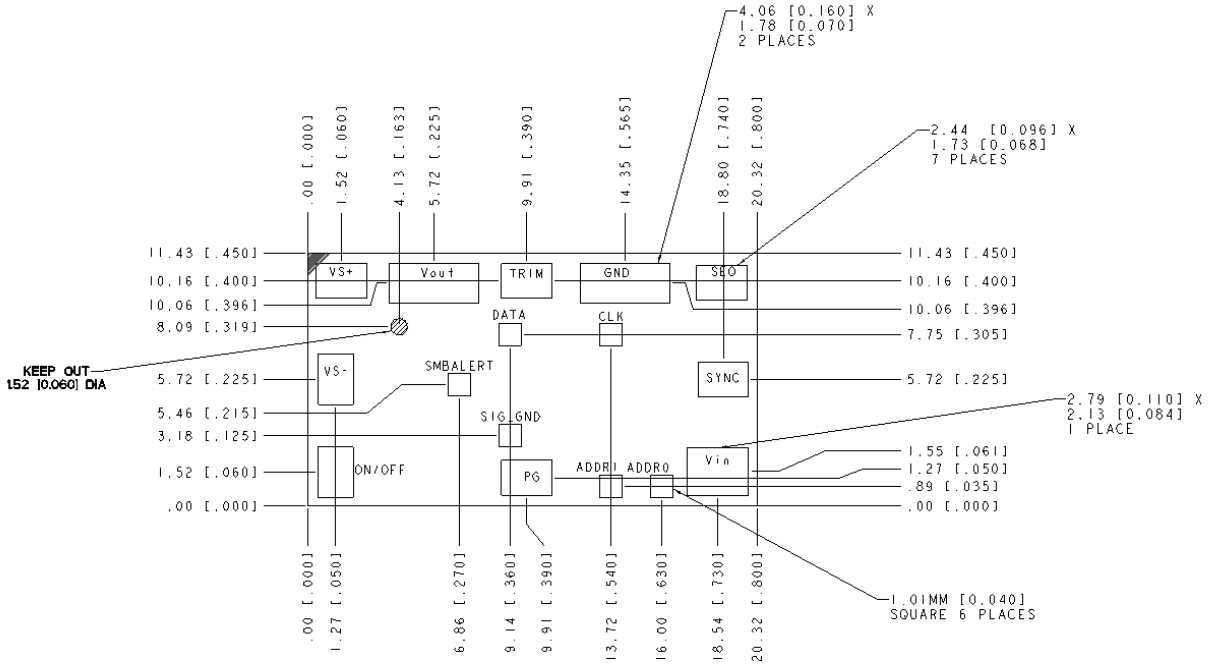 4.06 [0.160] X
1.78 [0.070]
2 PLACES
.00 [.000]
1.52 [.060]
4.13 [.163]
5.72 [.225]
9.91 [.390]
14.35 [.565]
18.80 [.740]
20.32 [.800]
2.44 [0.096] X
1.73 [0.068]
7 PLACES
11.43 [.450]
10.16 [.400]
10.06 [.396]
8.09 [.319]
KEEP OUT
1.52 [0.060] DIA
5.72 [.225]
5.46 [.215]
3.18 [.125]
1.52 [.060]
.00 [.000]
VS+
Vout
TRIM
GND
SEQ
DATA
CLK
VS-
SMBALERT
SYNC
SIG_GND
ON/OFF
PG
ADDR1
ADDR0
Vin
11.43 [.450]
10.16 [.400]
10.06 [.396]
7.75 [.305]
5.72 [.225]
2.79 [0.110] X
2.13 [0.084]
1 PLACE
1.55 [.061]
1.27 [.050]
.89 [.035]
.00 [.000]
1.01MM [0.040]
SQUARE 6 PLACES
.00 [.000]
1.27 [.050]
6.86 [.270]
9.14 [.360]
9.91 [.390]
13.72 [.540]
16.00 [.630]
18.54 [.730]
20.32 [.800]